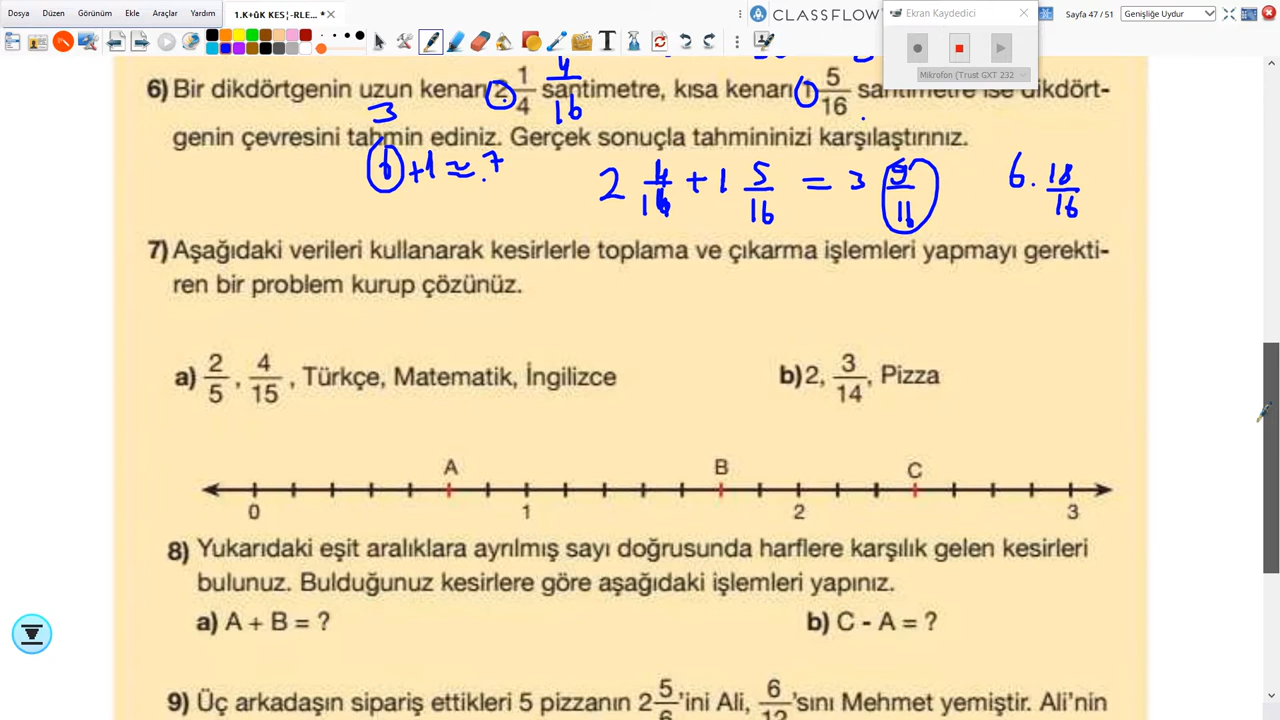 Dosya Düzen Görünüm Ekle Araçlar Yardım
1.K+ûK KES¦-RLE...*
CLASSFLOW
Ekran Kaydedici
Sayfa 47 / 51
Genişliğe Uydur
Mikrofon (Trust GXT 232
6) Bir dikdörtgenin uzun kenarı 2 1/4 santimetre, kısa kenarı 1 5/16 santimetre ise dikdört-
4/16
3
genin çevresini tahmin ediniz. Gerçek sonuçla tahmininizi karşılaştırınız.
6 + 1 ≈ 7
2 4/16 + 1 5/16 = 3 9/16
6. 18/16
7) Aşağıdaki verileri kullanarak kesirlerle toplama ve çıkarma işlemleri yapmayı gerekti-
ren bir problem kurup çözünüz.
a) 2/5, 4/15, Türkçe, Matematik, İngilizce
b) 2, 3/14, Pizza
A B C
0 1 2 3
8) Yukarıdaki eşit aralıklara ayrılmış sayı doğrusunda harflere karşılık gelen kesirleri
bulunuz. Bulduğunuz kesirlere göre aşağıdaki işlemleri yapınız.
a) A + B = ?
b) C - A = ?
9) Üç arkadaşın sipariş ettikleri 5 pizzanın 2 5/6'ini Ali, 6/12'sını Mehmet yemiştir. Ali'nin